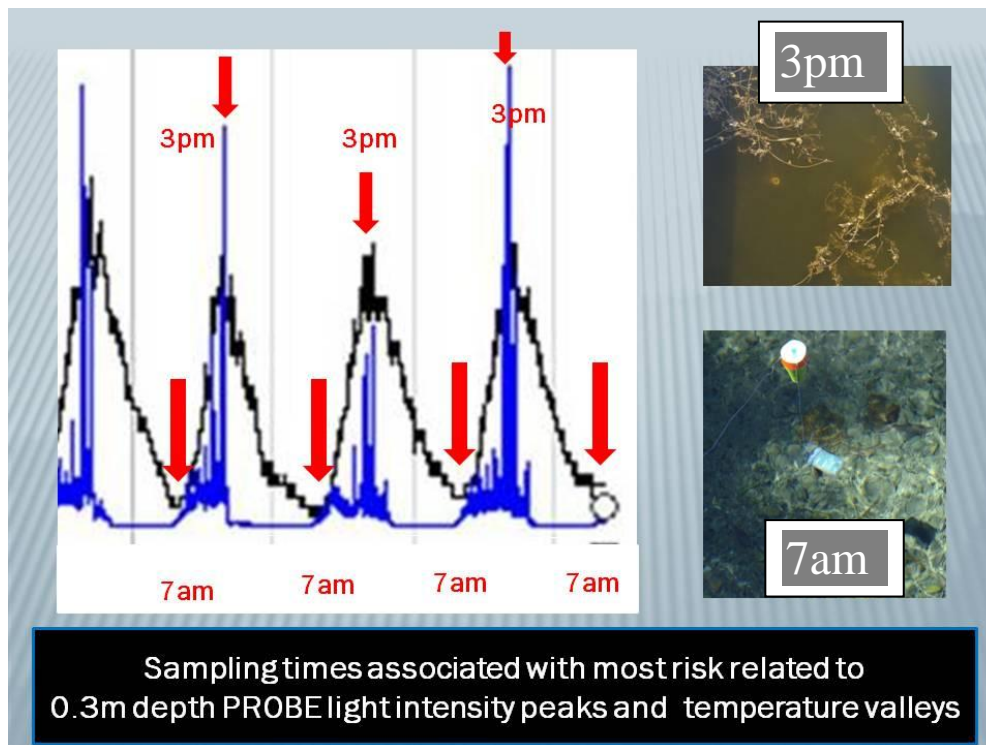 3pm
3pm
3pm
3pm
7am
7am
7am
7am
7am
Sampling times associated with most risk related to
0.3m depth PROBE light intensity peaks and temperature valleys